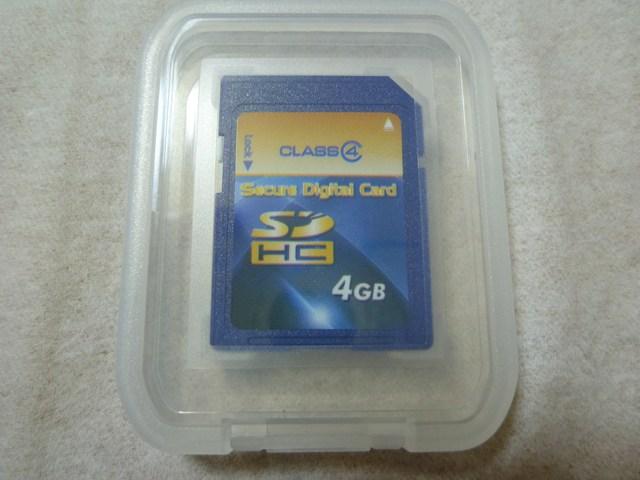 Lock
CLASS 4
Secure Digital Card
SD
HC
4GB